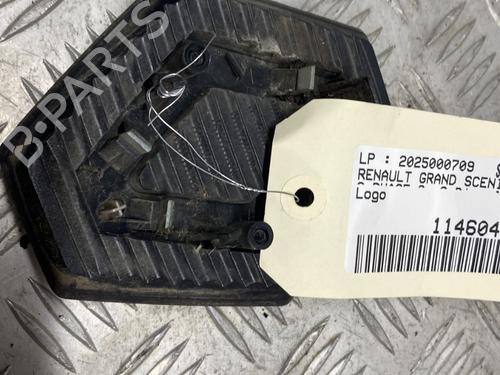 B-PARTS
LP : 2025000709
RENAULT GRAND SCENI
Logo
114604